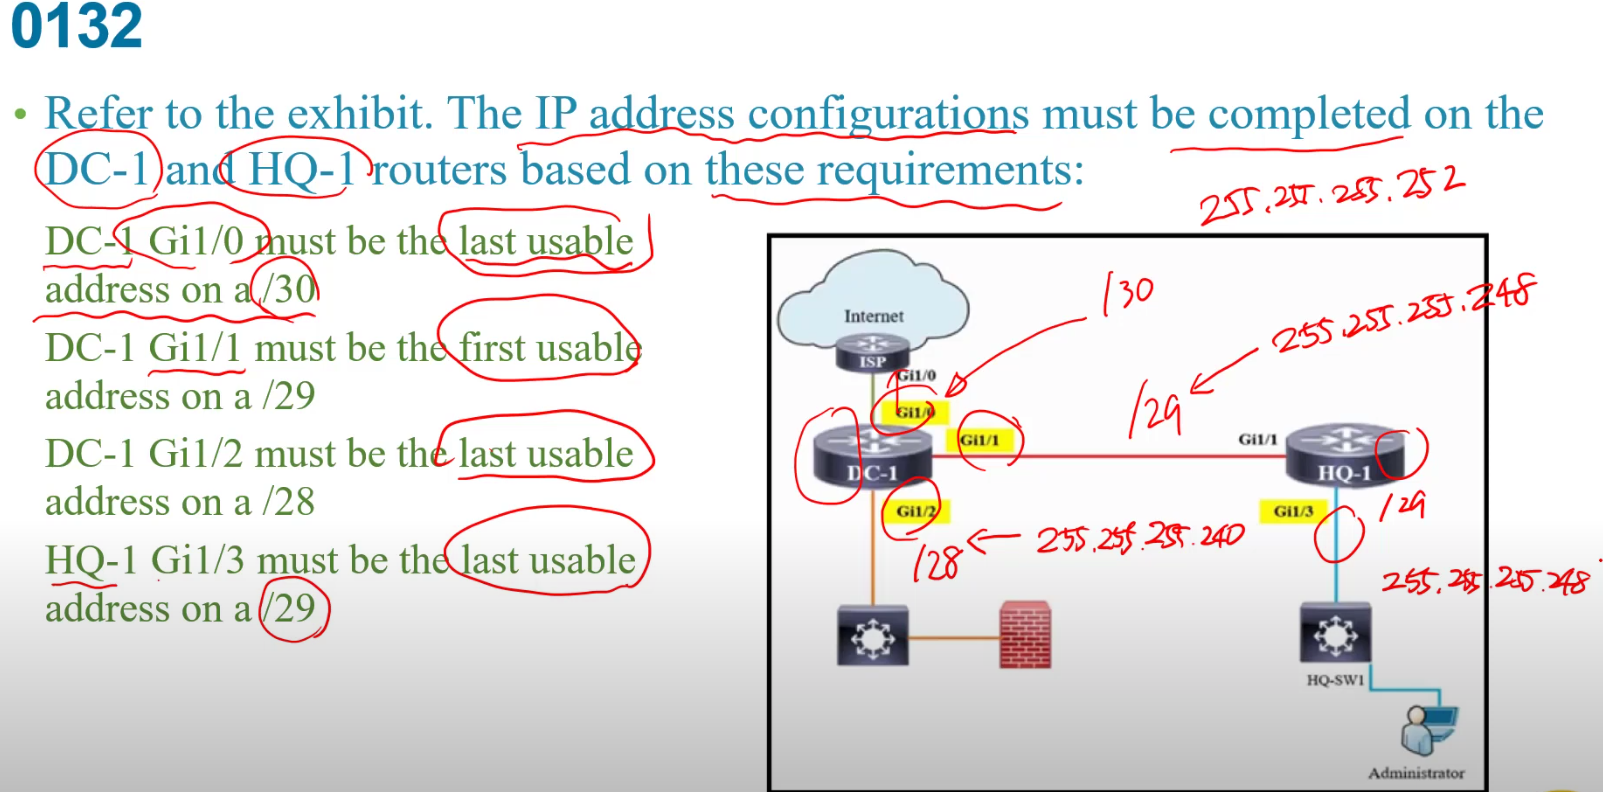 0132
• Refer to the exhibit. The IP address configurations must be completed on the
DC-1 and HQ-1 routers based on these requirements:
255.255.255.252
DC-1 Gi1/0 must be the last usable
address on a /30
DC-1 Gi1/1 must be the first usable
address on a /29
DC-1 Gi1/2 must be the last usable
address on a /28
HQ-1 Gi1/3 must be the last usable
address on a /29
/30
255.255.255.248
Internet
ISP
Gi1/0
Gi1/0
/29
Gi1/1
Gi1/1
DC-1
HQ-1
Gi1/2
Gi1/3
/29
/28
255.255.255.240
255.255.255.248
HQ-SW1
Administrator